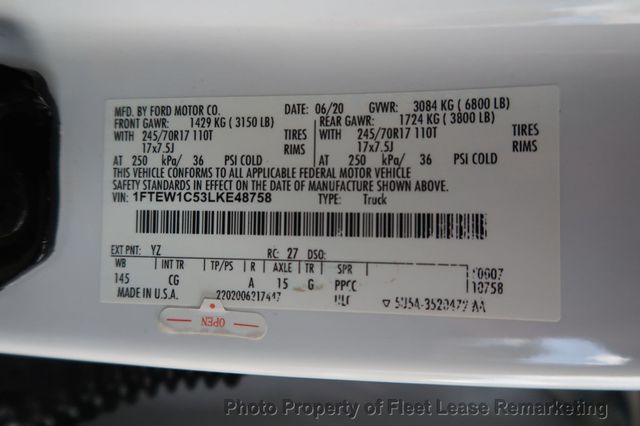 MFD. BY FORD MOTOR CO. DATE: 06/20 GVWR: 3084 KG ( 6800 LB)
FRONT GAWR: 1429 KG ( 3150 LB) REAR GAWR: 1724 KG ( 3800 LB)
WITH 245/70R17 110T TIRES WITH 245/70R17 110T TIRES
17x7.5J RIMS 17x7.5J RIMS
AT 250 kPa/ 36 PSI COLD AT 250 kPa/ 36 PSI COLD
THIS VEHICLE CONFORMS TO ALL APPLICABLE FEDERAL MOTOR VEHICLE
SAFETY STANDARDS IN EFFECT ON THE DATE OF MANUFACTURE SHOWN ABOVE.
VIN: 1FTEW1C53LKE48758 TYPE: Truck
EXT PNT: YZ RC: 27 DSO:
WB INT TR TP/PS R AXLE TR SPR
145 CG A 15 G
MADE IN U.S.A.
OPEN
Photo Property of Fleet Lease Remarketing